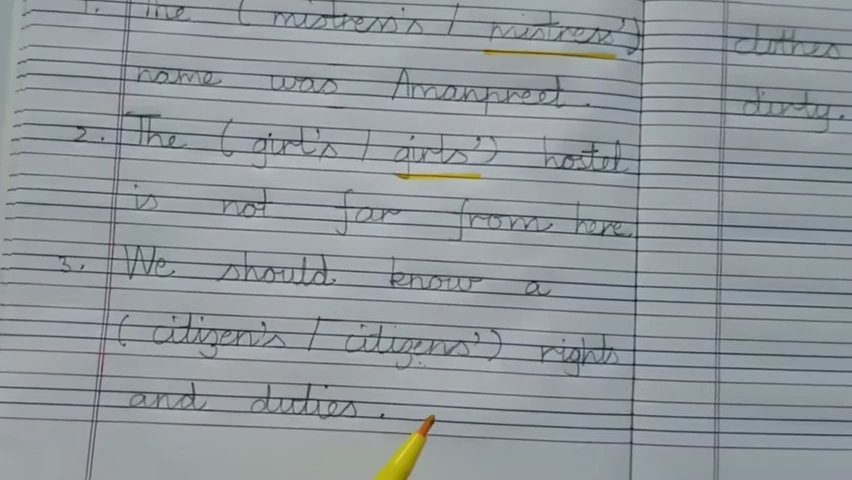 1. The (mistress's / mistress')
name was Amanpreet.
2. The (girl's / girls') hostel
is not far from here.
3. We should know a
(citizen's / citizens') rights
and duties.
clothes
dirty.